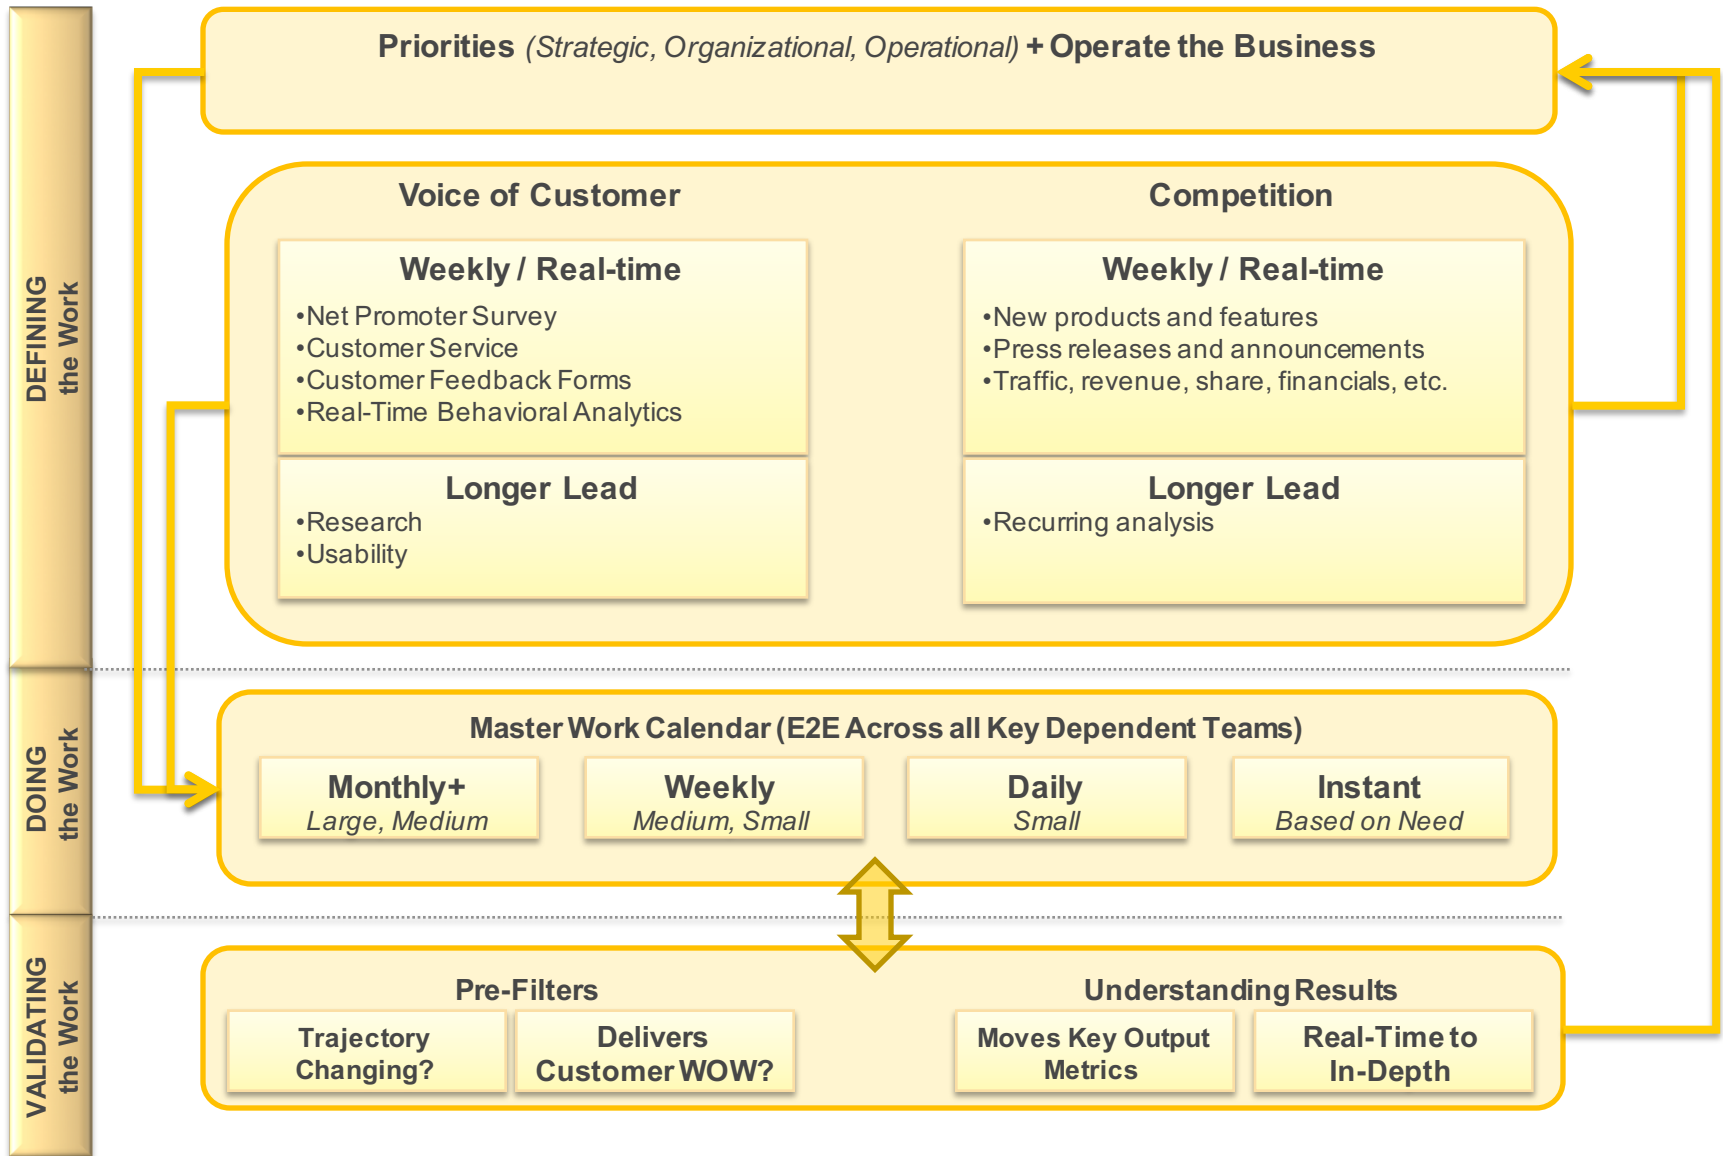 Priorities (Strategic, Organizational, Operational) + Operate the Business
DEFINING
the Work
Voice of Customer
Weekly / Real-time
•Net Promoter Survey
•Customer Service
•Customer Feedback Forms
•Real-Time Behavioral Analytics
Longer Lead
•Research
•Usability
Competition
Weekly / Real-time
•New products and features
•Press releases and announcements
•Traffic, revenue, share, financials, etc.
Longer Lead
•Recurring analysis
DOING
the Work
Master Work Calendar (E2E Across all Key Dependent Teams)
Monthly+
Large, Medium
Weekly
Medium, Small
Daily
Small
Instant
Based on Need
VALIDATING
the Work
Pre-Filters
Trajectory
Changing?
Delivers
Customer WOW?
Understanding Results
Moves Key Output
Metrics
Real-Time to
In-Depth